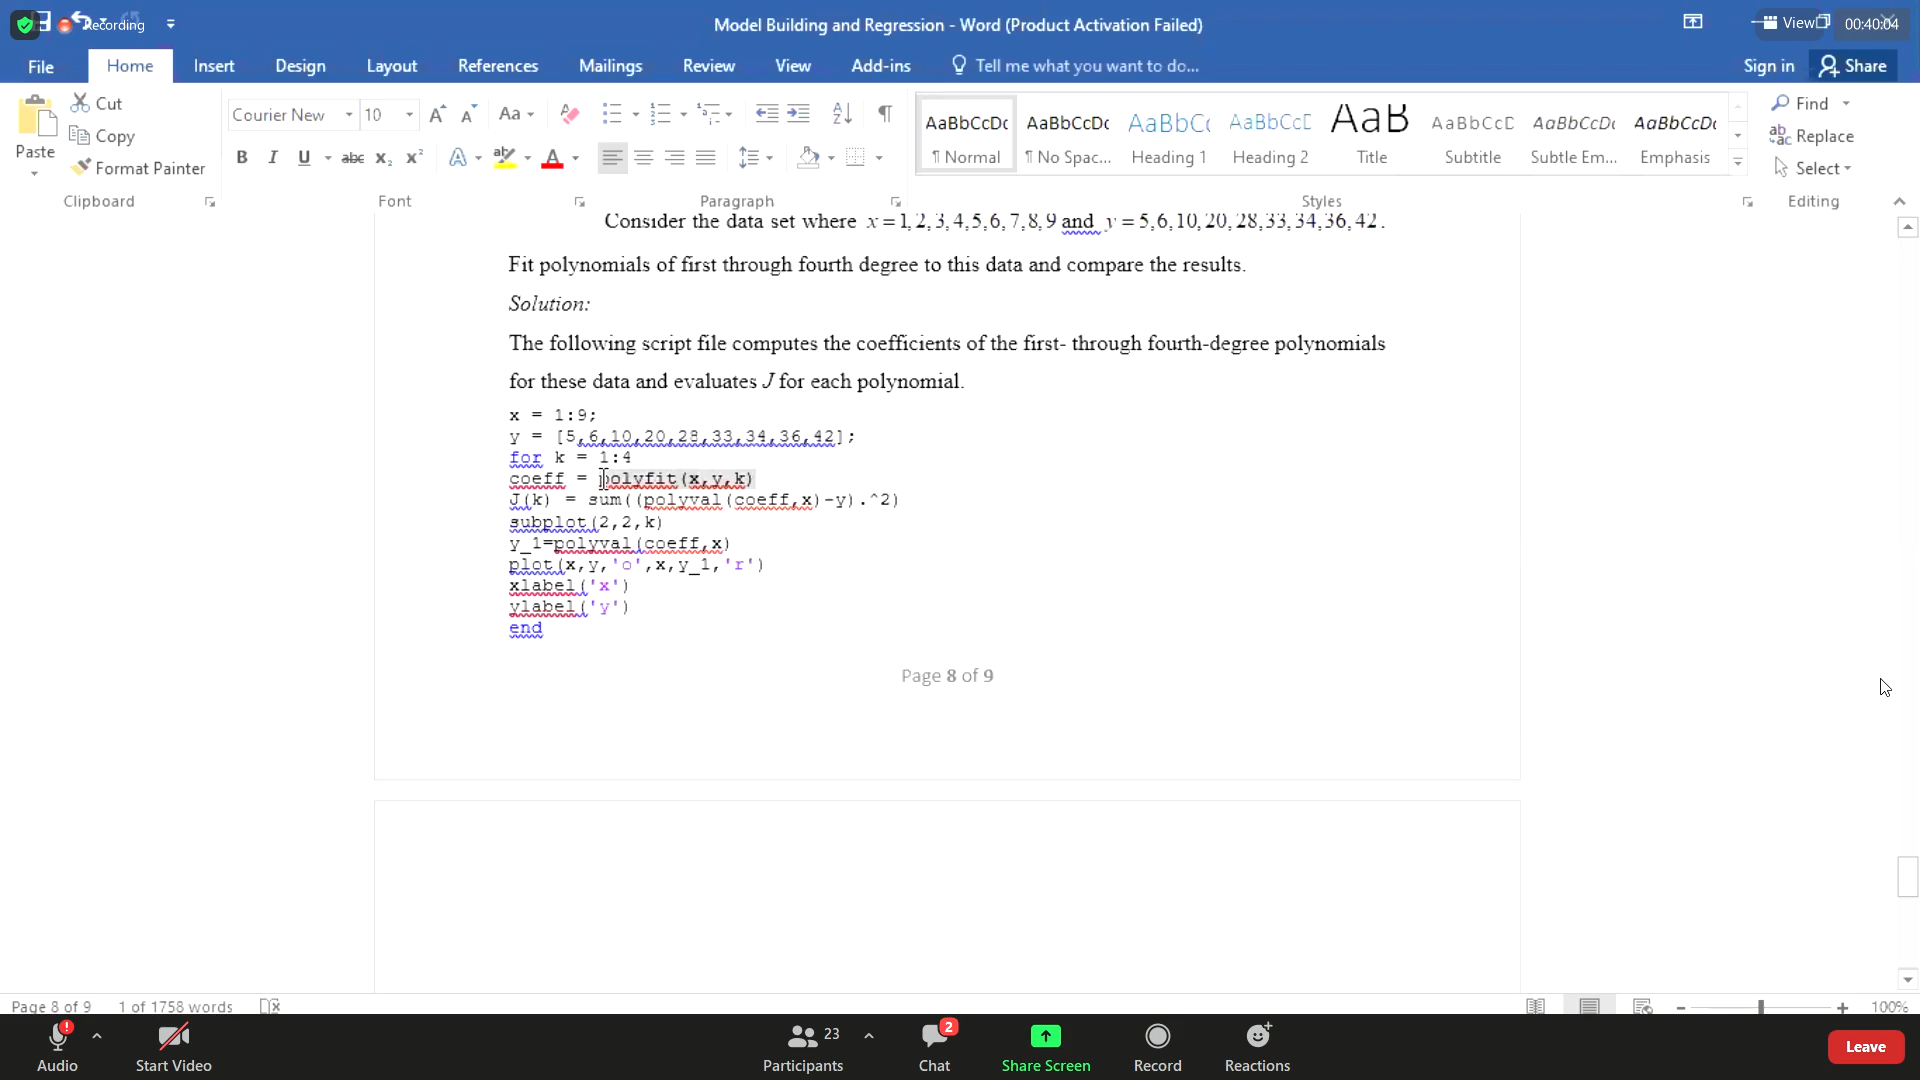 Recording
Model Building and Regression - Word (Product Activation Failed)
View
00:40:04
File
Home
Insert
Design
Layout
References
Mailings
Review
View
Add-ins
Tell me what you want to do...
Sign in
Share
Paste
Cut
Copy
Format Painter
Clipboard
Courier New
10
Font
Paragraph
AaBbCcDc
¶ Normal
AaBbCcDc
¶ No Spac...
AaBbCc
Heading 1
AaBbCcD
Heading 2
AaB
Title
AaBbCcD
Subtitle
AaBbCcDc
Subtle Em...
AaBbCcDc
Emphasis
Styles
Find
Replace
Select
Editing
Consider the data set where x = 1, 2, 3, 4, 5, 6, 7, 8, 9 and y = 5, 6, 10, 20, 28, 33, 34, 36, 42 .
Fit polynomials of first through fourth degree to this data and compare the results.
Solution:
The following script file computes the coefficients of the first- through fourth-degree polynomials
for these data and evaluates J for each polynomial.
x = 1:9;
y = [5,6,10,20,28,33,34,36,42];
for k = 1:4
coeff = polyfit(x,y,k)
J(k) = sum((polyval(coeff,x)-y).^2)
subplot(2,2,k)
y_1=polyval(coeff,x)
plot(x,y,'o',x,y_1,'r')
xlabel('x')
ylabel('y')
end
Page 8 of 9
Page 8 of 9
1 of 1758 words
100%
Audio
Start Video
23
Participants
2
Chat
Share Screen
Record
Reactions
Leave